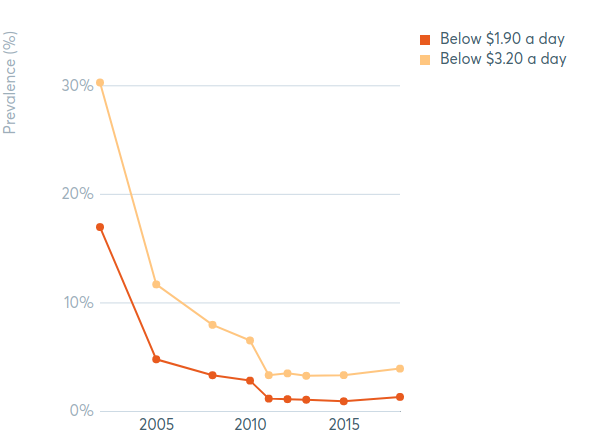 Prevalence (%)
Below $1.90 a day
Below $3.20 a day
30%
20%
10%
0%
2005 2010 2015